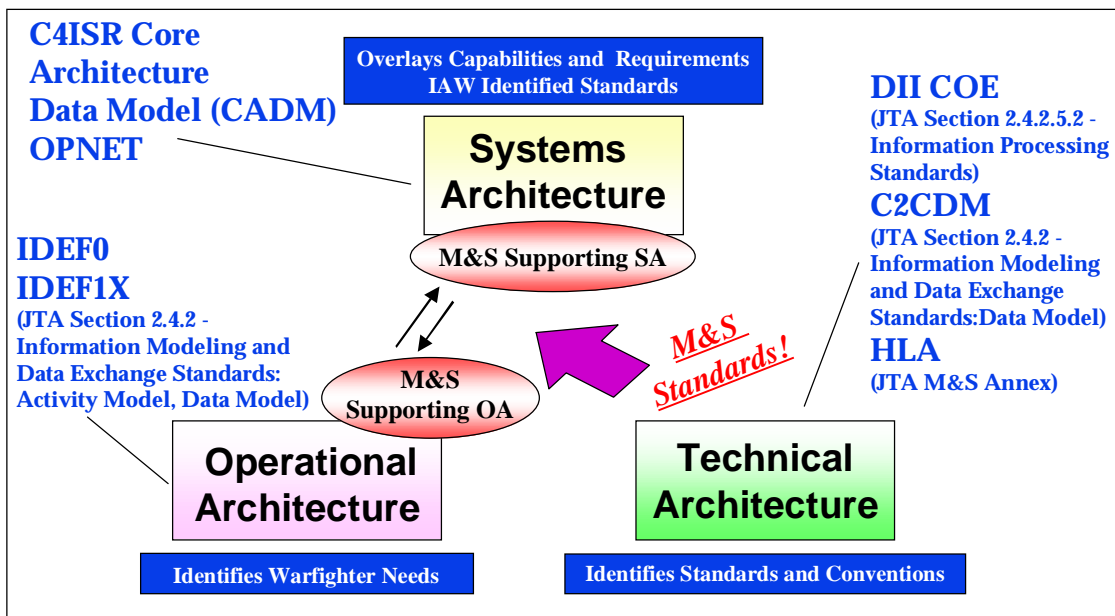 C4ISR Core
Architecture
Data Model (CADM)
OPNET
Overlays Capabilities and Requirements
IAW Identified Standards
Systems
Architecture
M&S Supporting SA
DII COE
(JTA Section 2.4.2.5.2 -
Information Processing
Standards)
C2CDM
(JTA Section 2.4.2 -
Information Modeling
and Data Exchange
Standards:Data Model)
HLA
(JTA M&S Annex)
IDEF0
IDEF1X
(JTA Section 2.4.2 -
Information Modeling and
Data Exchange Standards:
Activity Model, Data Model)
M&S
Supporting OA
M&S
Standards!
Operational
Architecture
Identifies Warfighter Needs
Technical
Architecture
Identifies Standards and Conventions